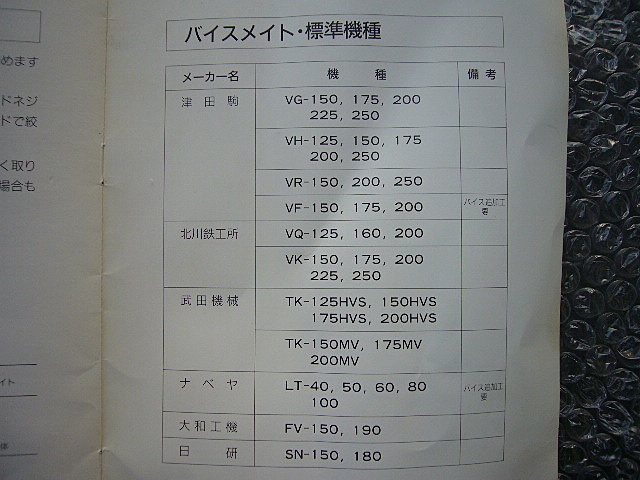 めます
ドネジ
ドで絞
く取り
場合も
イト
体
バイスメイト・標準機種
メーカー名 機種 備考
津田駒 VG-150, 175, 200
225, 250
VH-125, 150, 175
200, 250
VR-150, 200, 250
VF-150, 175, 200 バイス追加工
要
北川鉄工所 VQ-125, 160, 200
VK-150, 175, 200
225, 250
武田機械 TK-125HVS, 150HVS
175HVS, 200HVS
TK-150MV, 175MV
200MV
ナベヤ LT-40, 50, 60, 80 バイス追加工
100 要
大和工機 FV-150, 190
日研 SN-150, 180